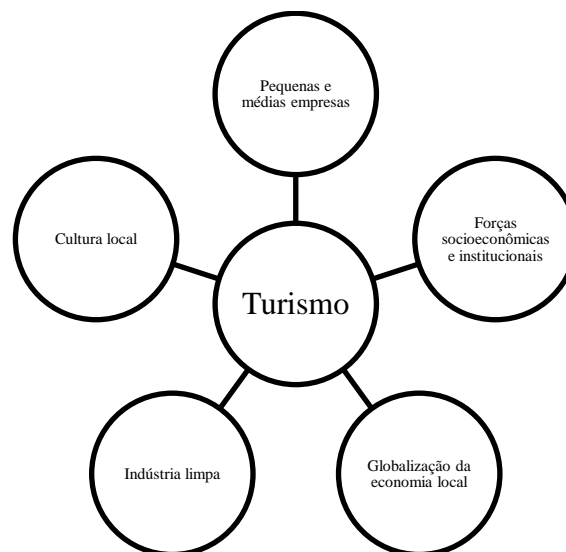 Pequenas e
médias empresas
Cultura local
Forças
socioeconômicas
e institucionais
Turismo
Indústria limpa
Globalização da
economia local